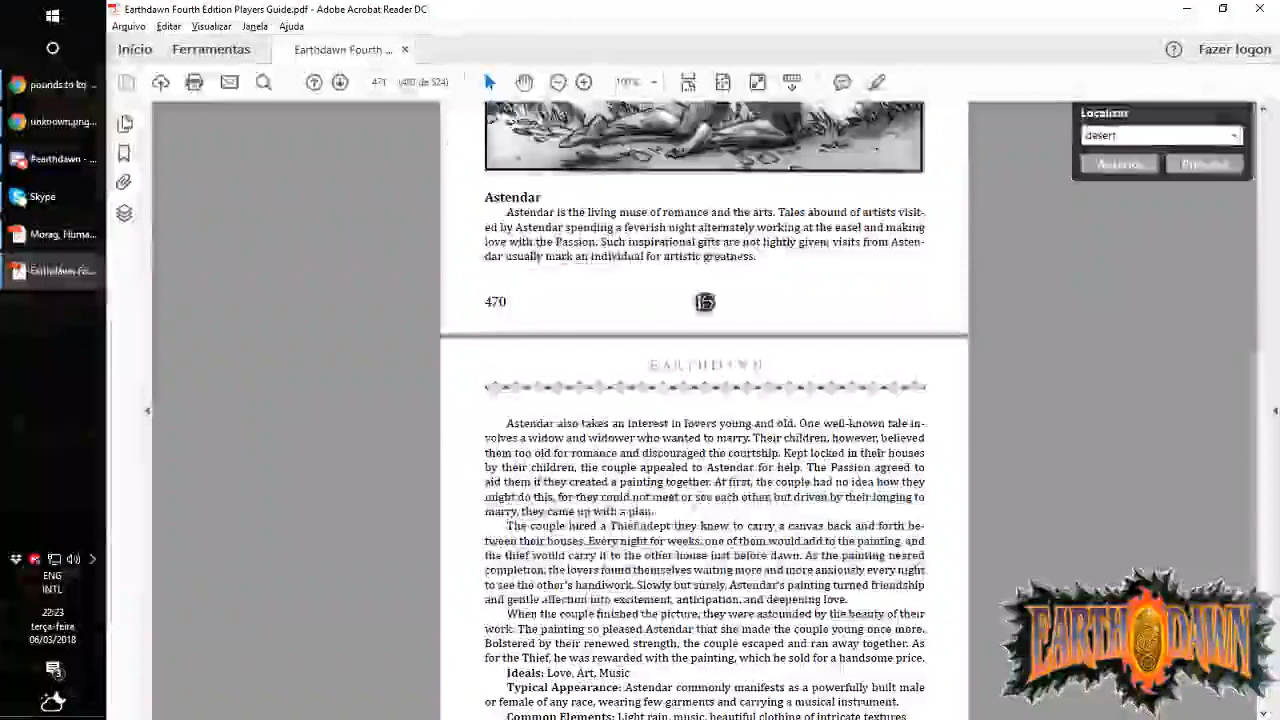 Earthdawn Fourth Edition Players Guide.pdf - Adobe Acrobat Reader DC
Arquivo Editar Visualizar Janela Ajuda
Início Ferramentas Earthdawn Fourth ... × Fazer logon
471 (480 de 524) 100%
pounds to kg ...
unknown.png...
Pearthdawn - ...
Skype
Morag, Huma...
Earthdawn Fo...
Localizar
desert
Anterior Próximo
Astendar
Astendar is the living muse of romance and the arts. Tales abound of artists visit-
ed by Astendar spending a feverish night alternately working at the easel and making
love with the Passion. Such inspirational gifts are not lightly given; visits from Asten-
dar usually mark an individual for artistic greatness.
470
EARTHDAWN
Astendar also takes an interest in lovers young and old. One well-known tale in-
volves a widow and widower who wanted to marry. Their children, however, believed
them too old for romance and discouraged the courtship. Kept locked in their houses
by their children, the couple appealed to Astendar for help. The Passion agreed to
aid them if they created a painting together. At first, the couple had no idea how they
might do this, for they could not meet or see each other, but driven by their longing to
marry, they came up with a plan.
The couple hired a Thief adept they knew to carry a canvas back and forth be-
tween their houses. Every night for weeks, one of them would add to the painting, and
the thief would carry it to the other house just before dawn. As the painting neared
completion, the lovers found themselves waiting more and more anxiously every night
to see the other's handiwork. Slowly but surely, Astendar's painting turned friendship
and gentle affection into excitement, anticipation, and deepening love.
When the couple finished the picture, they were astounded by the beauty of their
work. The painting so pleased Astendar that she made the couple young once more.
Bolstered by their renewed strength, the couple escaped and ran away together. As
for the Thief, he was rewarded with the painting, which he sold for a handsome price.
Ideals: Love, Art, Music
Typical Appearance: Astendar commonly manifests as a powerfully built male
or female of any race, wearing few garments and carrying a musical instrument.
Common Elements: Light rain, music, beautiful clothing of intricate textures
ENG
INTL
22:23
terça-feira
06/03/2018
3
EARTHDAWN